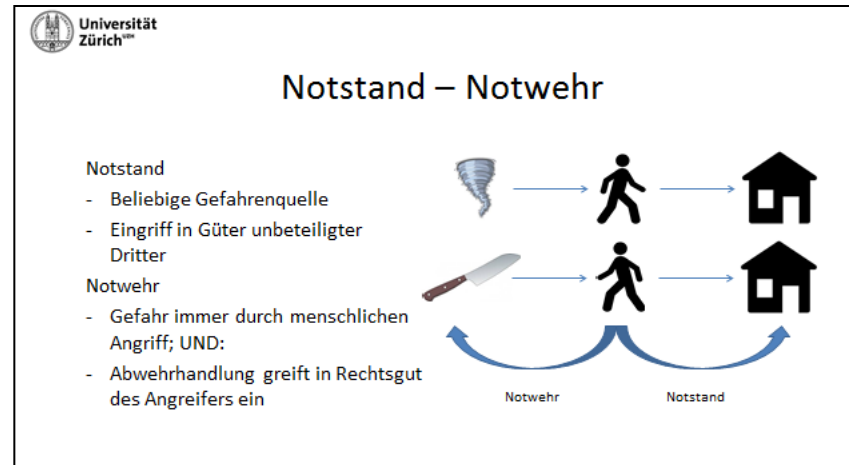 Universität
Zürich UZH
Notstand – Notwehr
Notstand
- Beliebige Gefahrenquelle
- Eingriff in Güter unbeteiligter
Dritter
Notwehr
- Gefahr immer durch menschlichen
Angriff; UND:
- Abwehrhandlung greift in Rechtsgut
des Angreifers ein
Notwehr
Notstand